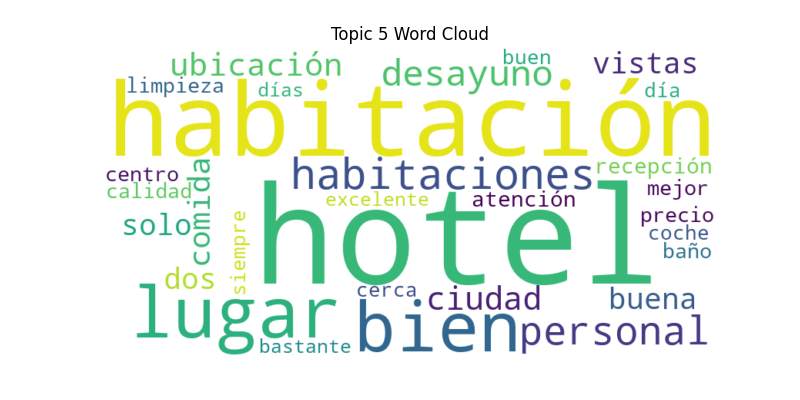 Topic 5 Word Cloud
buen
ubicación
desayuno
vistas
limpieza
días
día
habitación
centro
habitaciones
recepción
calidad
comida
excelente
atención
mejor
solo
siempre
hotel
precio
coche
baño
dos
cerca
ciudad
buena
lugar
bien
personal
bastante